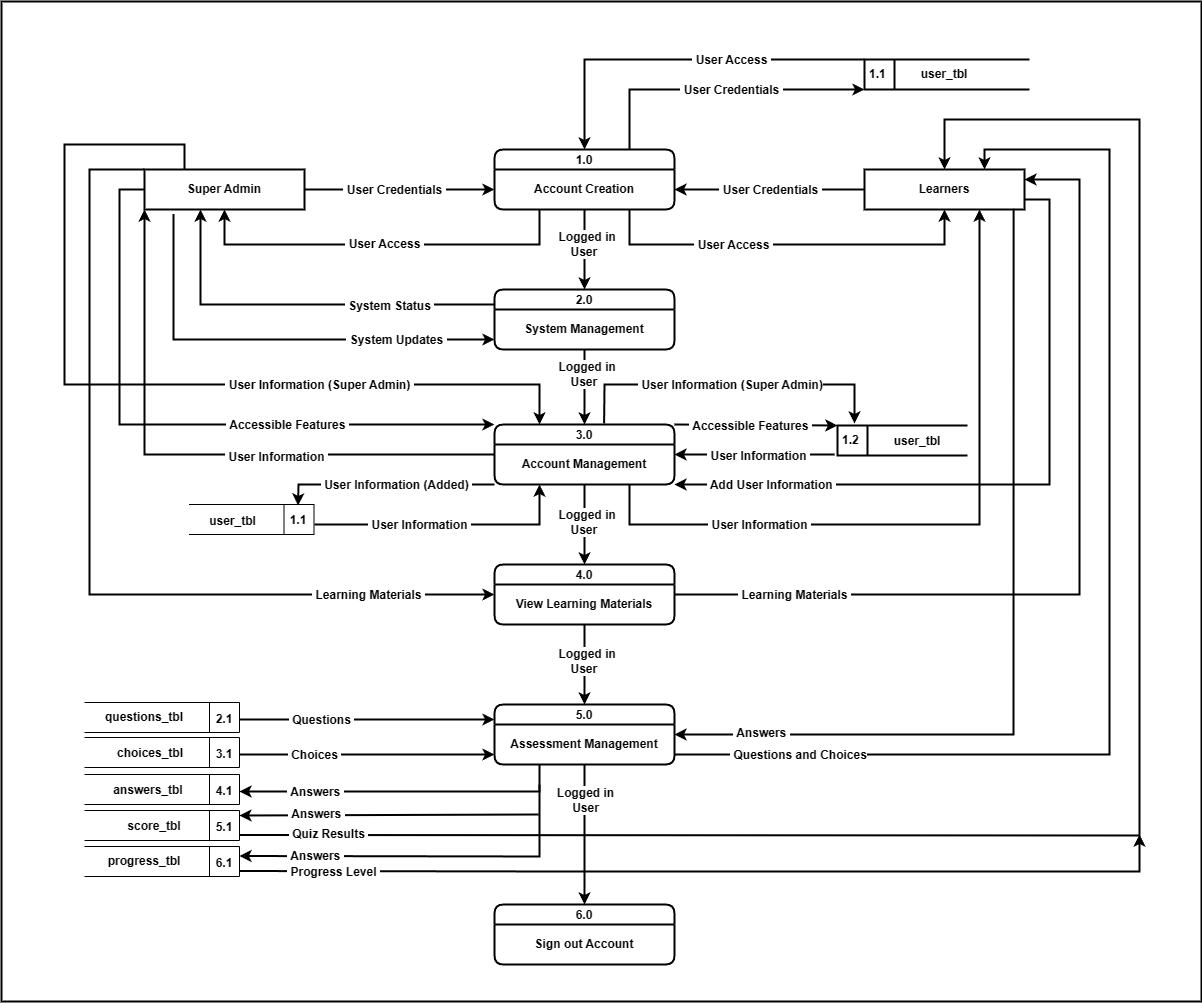 User Access
1.1 user_tbl
User Credentials
1.0
Super Admin
User Credentials
Account Creation
User Credentials
Learners
User Access
Logged in
User
User Access
2.0
System Status
System Management
System Updates
Logged in
User
User Information (Super Admin)
User Information (Super Admin)
Accessible Features
3.0
Accessible Features
1.2 user_tbl
User Information
Account Management
User Information
User Information (Added)
Add User Information
user_tbl 1.1
User Information
Logged in
User
User Information
4.0
Learning Materials
View Learning Materials
Learning Materials
Logged in
User
questions_tbl 2.1
Questions
5.0
Answers
choices_tbl 3.1
Choices
Assessment Management
Questions and Choices
answers_tbl 4.1
Answers
Logged in
User
Answers
score_tbl 5.1
Quiz Results
Answers
progress_tbl 6.1
Progress Level
6.0
Sign out Account